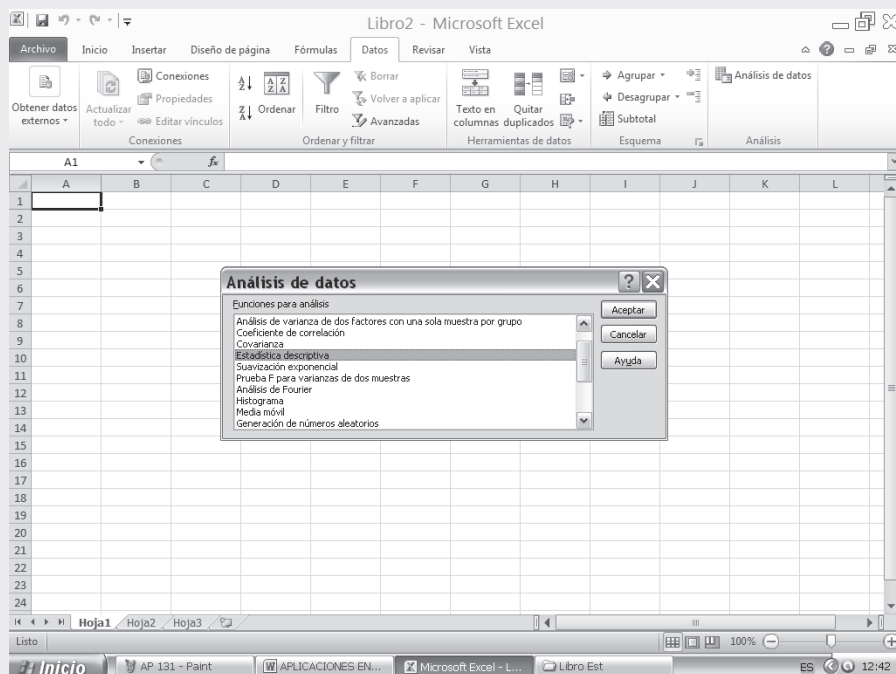 Libro2 - Microsoft Excel
Archivo Inicio Insertar Diseño de página Fórmulas Datos Revisar Vista
Obtener datos externos
Actualizar todo
Conexiones
Propiedades
Editar vínculos
Conexiones
Ordenar
Filtro
Borrar
Volver a aplicar
Avanzadas
Ordenar y filtrar
Texto en columnas
Quitar duplicados
Herramientas de datos
Agrupar
Desagrupar
Subtotal
Esquema
Análisis de datos
Análisis
A1 fx
A B C D E F G H I J K L
1
2
3
4
5
6
7
8
9
10
11
12
13
14
15
16
17
18
19
20
21
22
23
24
Análisis de datos
Funciones para análisis
Análisis de varianza de dos factores con una sola muestra por grupo
Coeficiente de correlación
Covarianza
Estadística descriptiva
Suavización exponencial
Prueba F para varianzas de dos muestras
Análisis de Fourier
Histograma
Media móvil
Generación de números aleatorios
Aceptar
Cancelar
Ayuda
Hoja1 Hoja2 Hoja3
Listo 100%
Inicio AP 131 - Paint APLICACIONES EN... Microsoft Excel - L... Libro Est ES 12:42